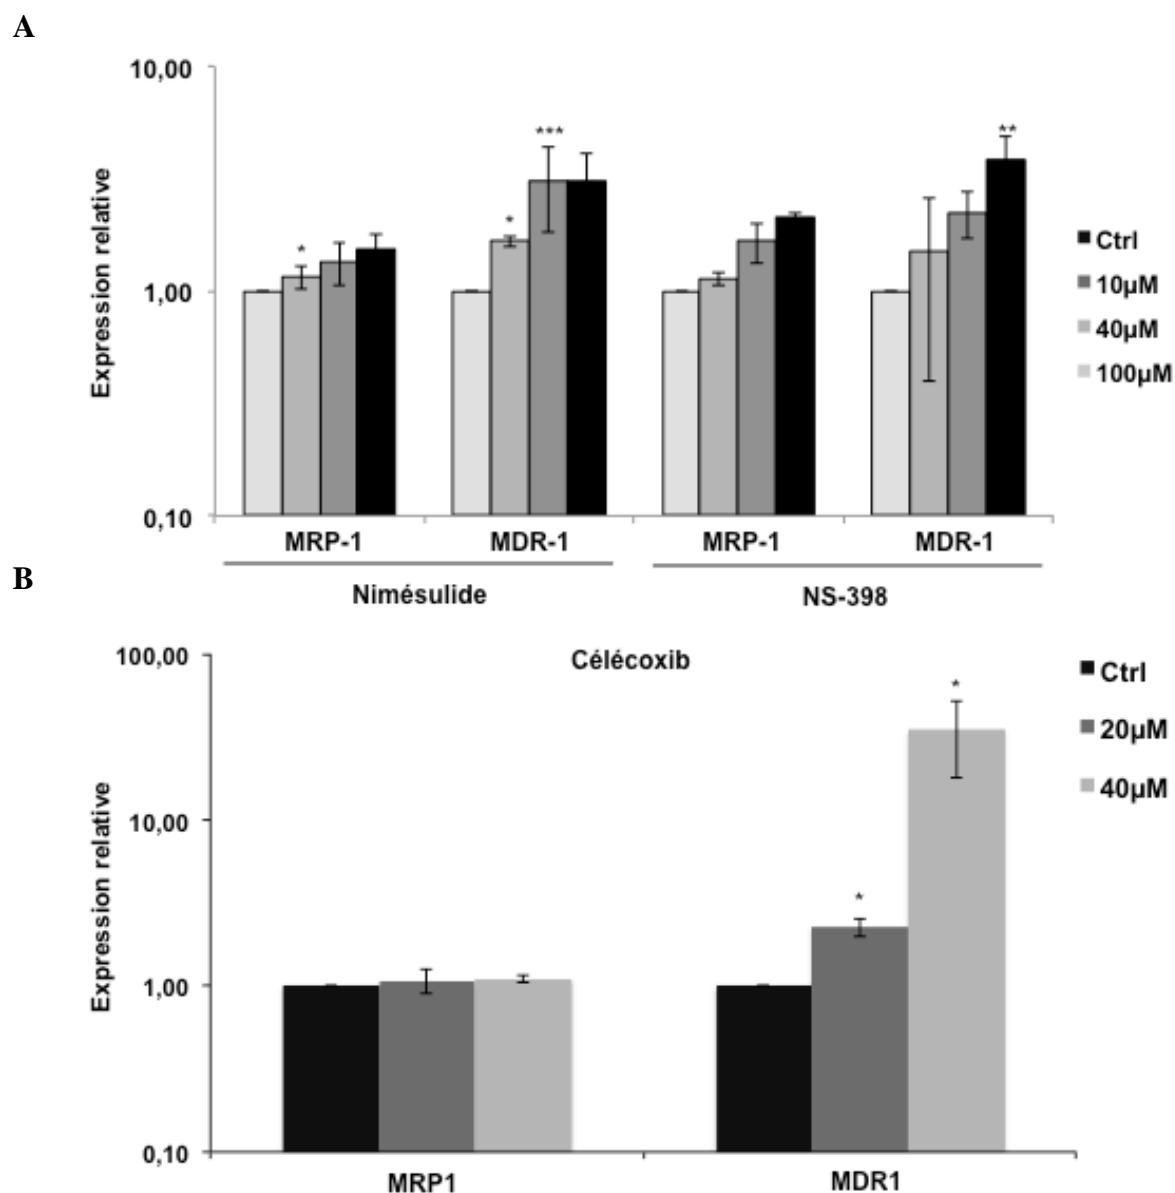 A
10,00
1,00
0,10
Expression relative
*
*
***
**
MRP-1
MDR-1
MRP-1
MDR-1
Nimésulide
NS-398
Ctrl
10µM
40µM
100µM
B
Célécoxib
100,00
10,00
1,00
0,10
Expression relative
*
*
MRP1
MDR1
Ctrl
20µM
40µM